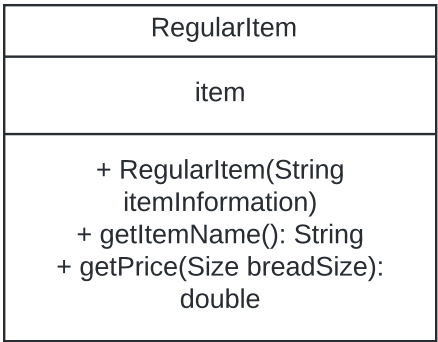 RegularItem
item
+ RegularItem(String
itemInformation)
+ getItemName(): String
+ getPrice(Size breadSize):
double